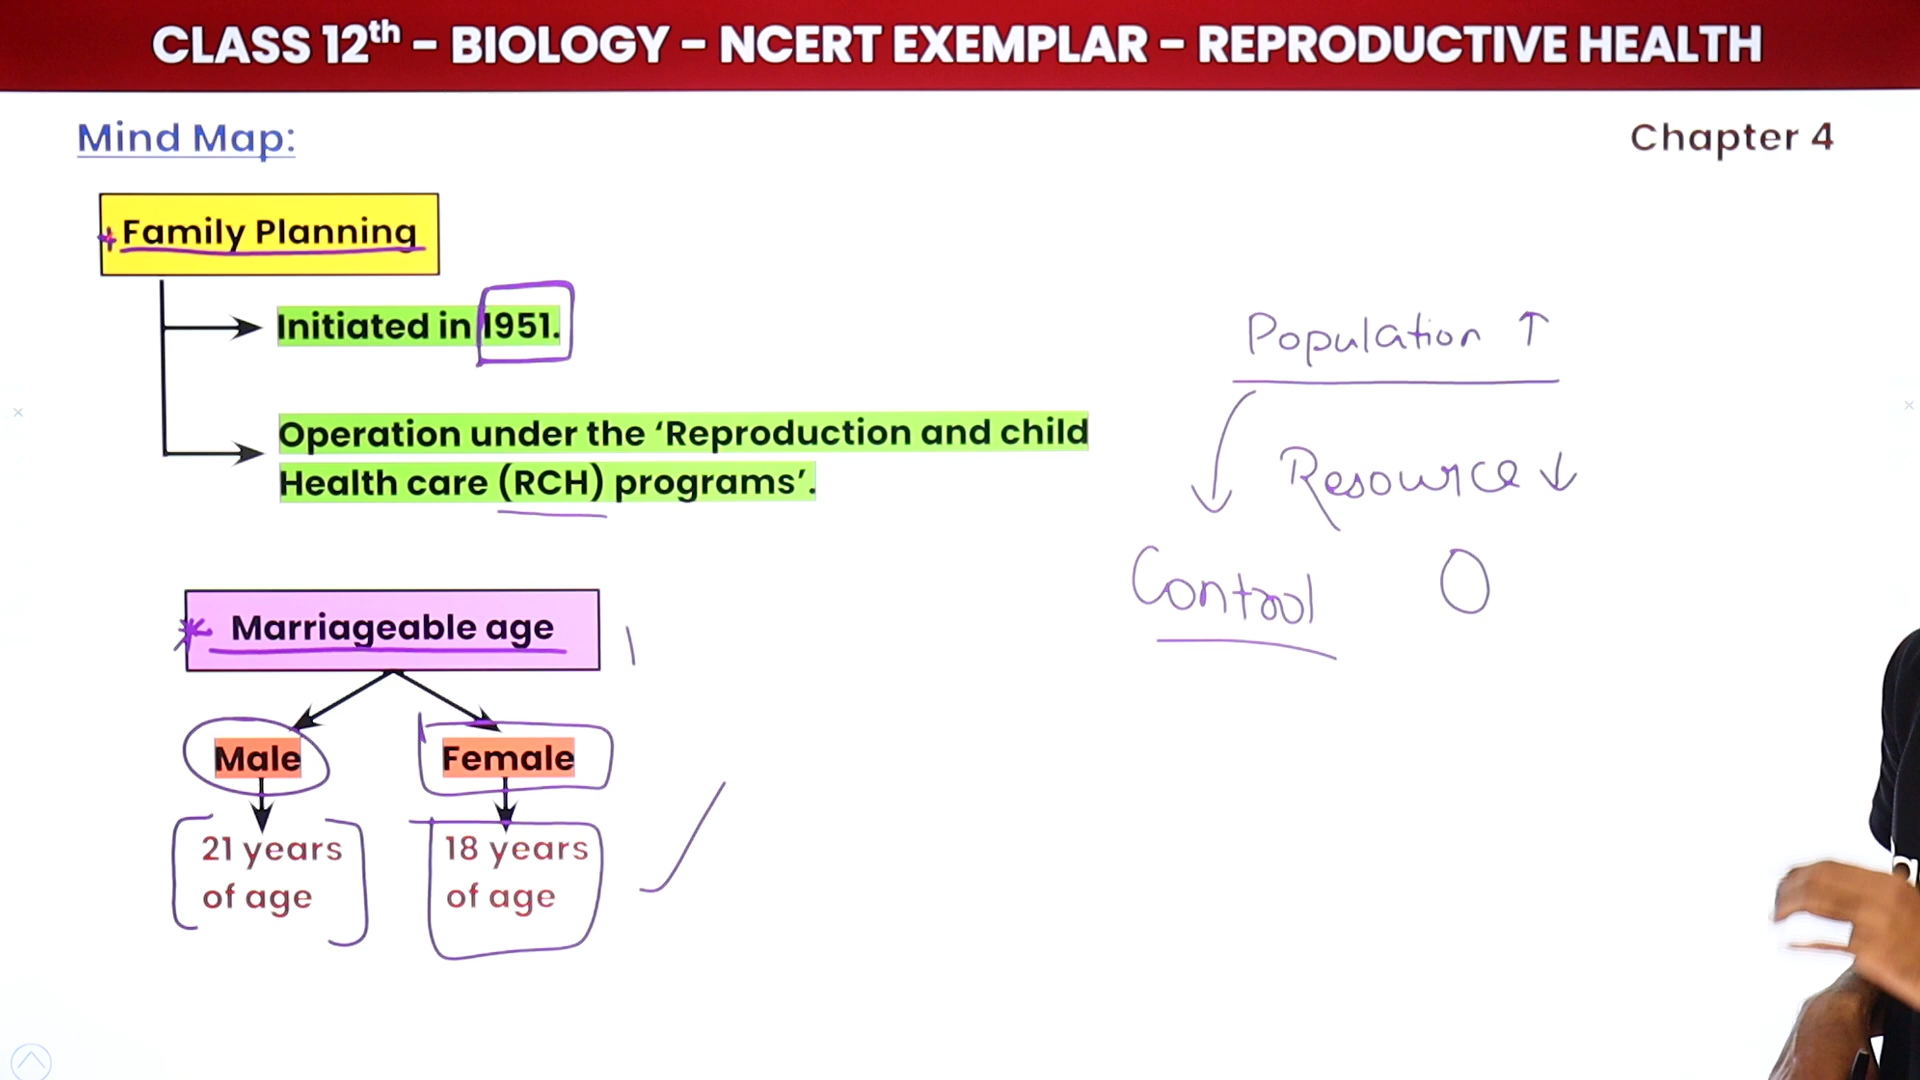 CLASS 12th – BIOLOGY – NCERT EXEMPLAR – REPRODUCTIVE HEALTH
Mind Map:
Chapter 4
Family Planning
Initiated in 1951.
Operation under the ‘Reproduction and child
Health care (RCH) programs’.
Population ↑
Resource ↓
Control
Marriageable age
Male
Female
21 years
of age
18 years
of age